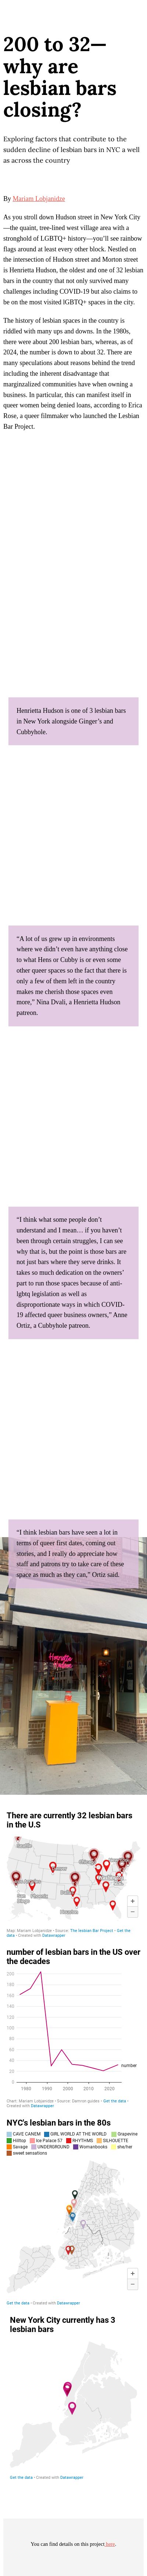 200 to 32—
why are
lesbian bars
closing?
Exploring factors that contribute to the
sudden decline of lesbian bars in NYC a well
as across the country
By Mariam Lobjanidze
As you stroll down Hudson street in New York City
—the quaint, tree-lined west village area with a
stronghold of LGBTQ+ history—you'll see rainbow
flags around at least every other block. Nestled on
the intersection of Hudson Street and Morton street
is Henrietta Hudson, the oldest and one of 32 lesbian
bars in the country that not only survived many
challenges including COVID-19 but also claims to
be on the most visited lGBTQ+ spaces in the city.
The history of lesbian spaces in the country is
riddled with many ups and downs. In the 1980s,
there were about 200 lesbian bars, whereas, as of
2024, the number is down to about 32. There are
many speculations about reasons behind the trend
including the inherent disadvantage that
marginalized communities have when owning a
business. In particular, this can manifest itself in
queer women being denied loans, according to Erica
Rose, a queer filmmaker who launched the Lesbian
Bar Project.
Henrietta Hudson is one of 3 lesbian bars
in New York alongside Ginger's and
Cubbyhole.
“A lot of us grew up in environments
where we didn't even have anything close
to what Hens or Cubby is or even some
other queer spaces so the fact that there is
only a few of them left in the country
makes me cherish those spaces even
more,” Nina Dvali, a Henrietta Hudson
patreon.
“I think what some people don't
understand and I mean… if you haven't
been through certain struggles, I can see
why that is, but the point is those bars are
not just bars where they serve drinks. It
takes so much dedication on the owners'
part to run those spaces because of anti-
lgbtq legislation as well as
disproportionate ways in which COVID-
19 affected queer business owners,” Anne
Ortiz, a Cubbyhole patreon.
“I think lesbian bars have seen a lot in
terms of queer first dates, coming out
stories, and I really do appreciate how
staff and patrons try to take care of these
space as much as they can,” Ortiz said.
Henrietta
Hudson
There are currently 32 lesbian bars
in the U.S
Seattle
Denver
Phoenix
Dallas
Houston
+
−
Map: Mariam Lobjanidze • Source: The lesbian Bar Project • Get the
data • Created with Datawrapper
number of lesbian bars in the US over
the decades
200
180
160
140
120
100
80
60
40
20
0
number
1980 1990 2000 2010 2020
Chart: Mariam Lobjanidze • Source: Damron guides • Get the data •
Created with Datawrapper
NYC's lesbian bars in the 80s
CAVE CANEM GIRL WORLD AT THE WORLD Grapevine
Hilltop Ice Palace 57 RHYTHMS SILHOUETTE
Savage UNDERGROUND Womanbooks shw/her
sweet sensations
+
−
Get the data • Created with Datawrapper
New York City currently has 3
lesbian bars
Get the data • Created with Datawrapper
You can find details on this project here.